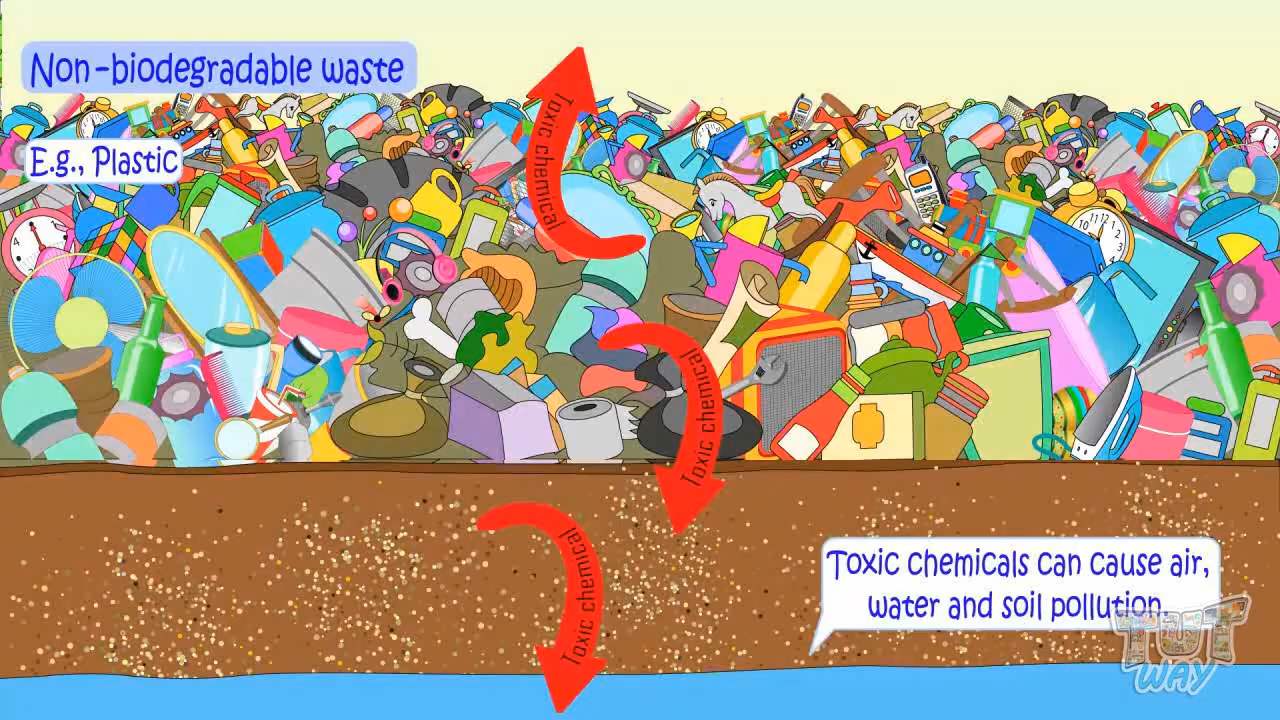 Non-biodegradable waste
E.g., Plastic
Toxic chemical
Toxic chemical
Toxic chemical
Toxic chemicals can cause air,
water and soil pollution.
TUT
WAY